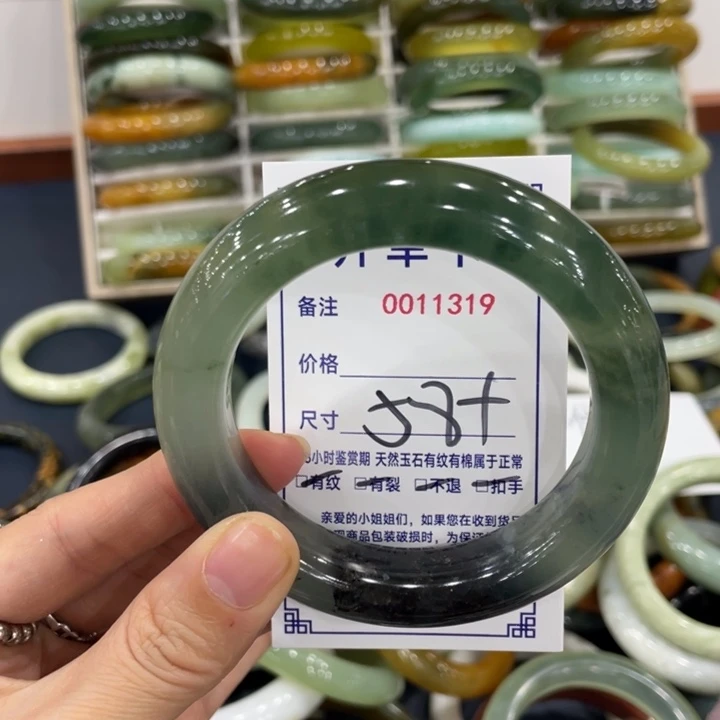 备注 0011319
价格
尺寸 58+
小时鉴赏期 天然玉石有纹有棉属于正常
□有纹 □有裂 □不退 □扣手
亲爱的小姐姐们，如果您在收到货品
商品包装破损时，为保